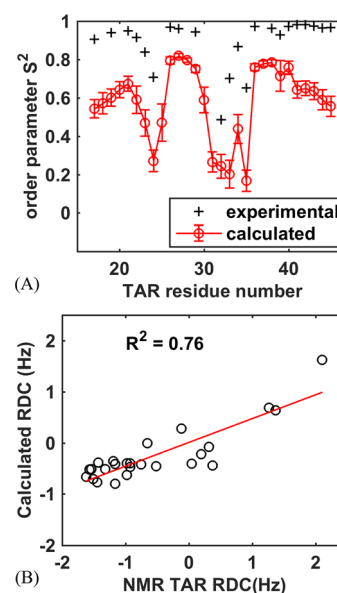 order parameter S²
1
0.8
0.6
0.4
0.2
0
+ experimental
calculated
20 30 40
TAR residue number
(A)
Calculated RDC (Hz)
2
1
0
-1
-2
R² = 0.76
-2 -1 0 1 2
NMR TAR RDC(Hz)
(B)